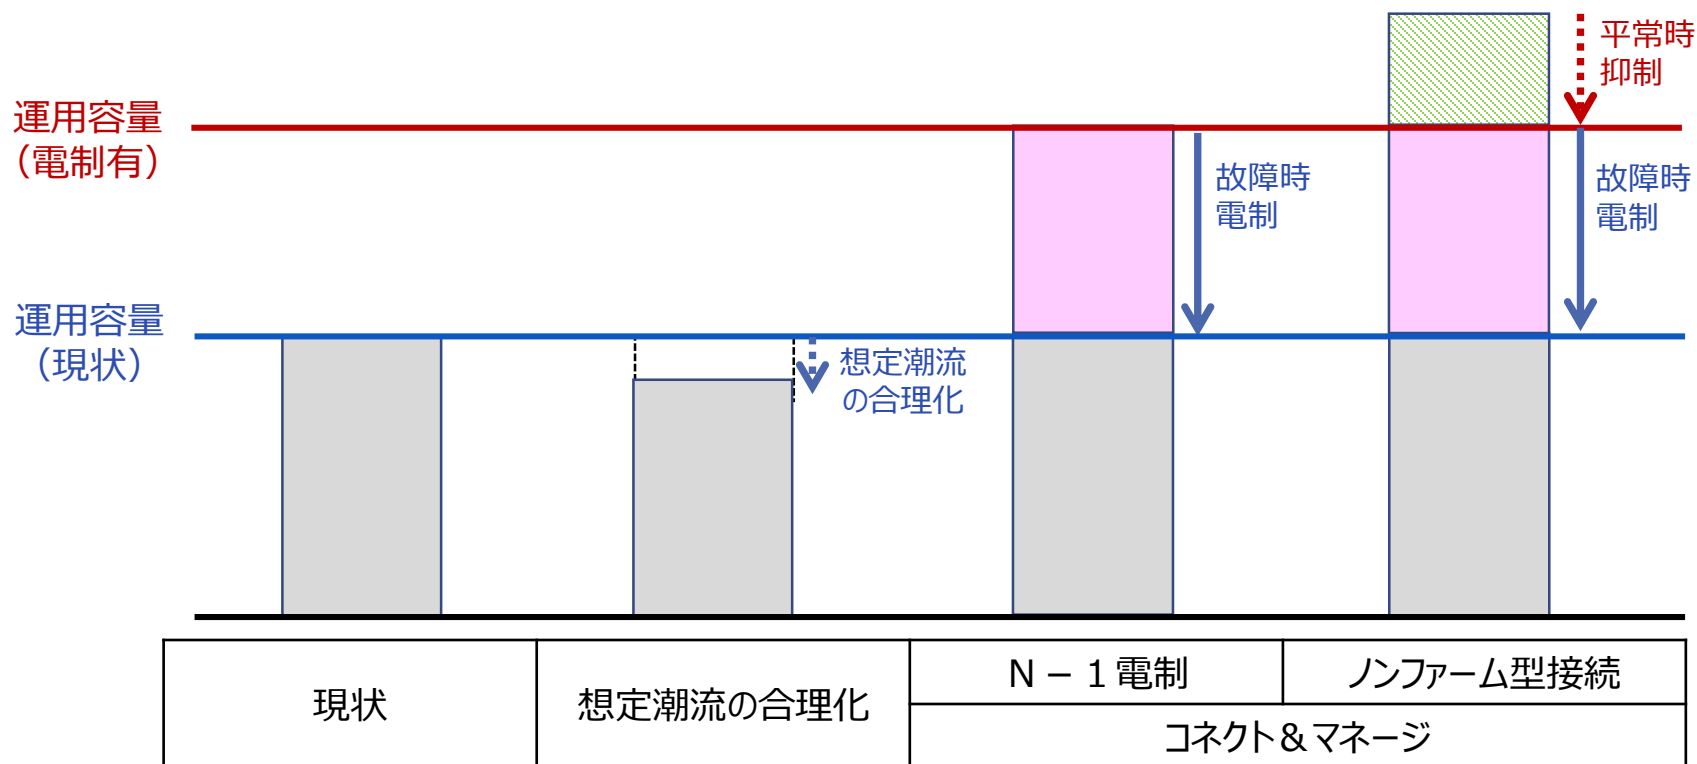 平常時
抑制
運用容量
（電制有）
故障時
電制
故障時
電制
運用容量
（現状）
想定潮流
の合理化
現状
想定潮流の合理化
Ｎ－１電制
ノンファーム型接続
コネクト＆マネージ